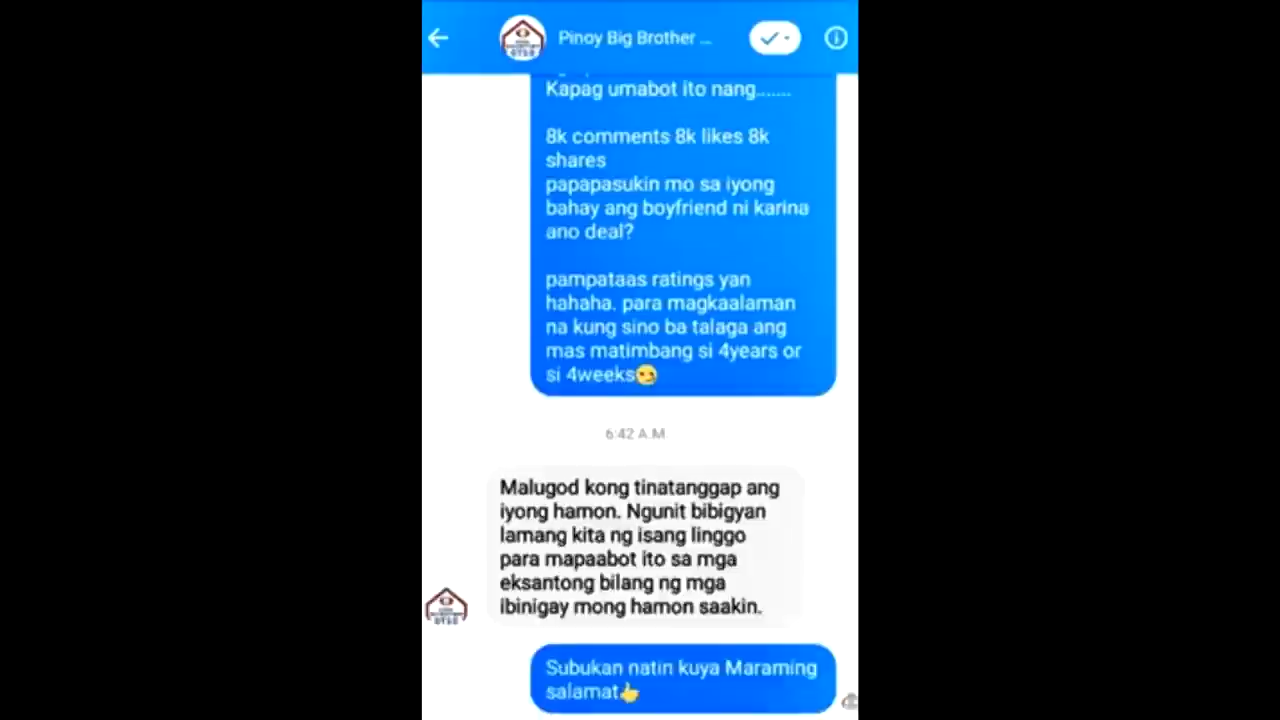 Pinoy Big Brother ...
Kapag umabot ito nang.......
8k comments 8k likes 8k
shares
papapasukin mo sa iyong
bahay ang boyfriend ni karina
ano deal?
pampataas ratings yan
hahaha. para magkaalaman
na kung sino ba talaga ang
mas matimbang si 4years or
si 4weeks🤣
6:42 A.M
Malugod kong tinatanggap ang
iyong hamon. Ngunit bibigyan
lamang kita ng isang linggo
para mapaabot ito sa mga
eksantong bilang ng mga
ibinigay mong hamon saakin.
OTSO
Subukan natin kuya Maraming
salamat👍